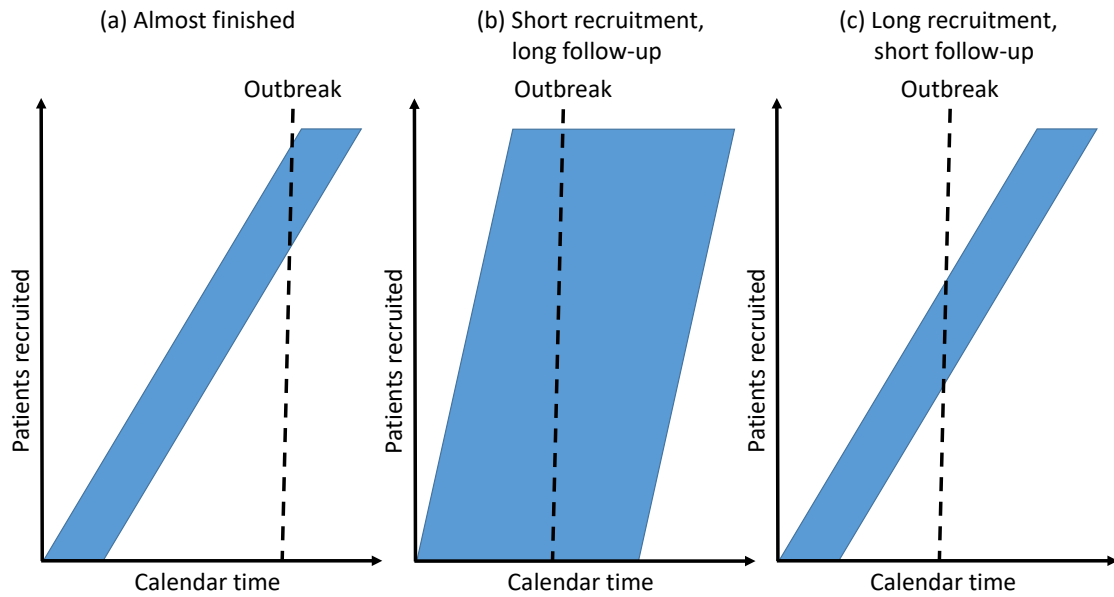 (a) Almost finished
Outbreak
Patients recruited
Calendar time
(b) Short recruitment,
long follow-up
Outbreak
Patients recruited
Calendar time
(c) Long recruitment,
short follow-up
Outbreak
Patients recruited
Calendar time